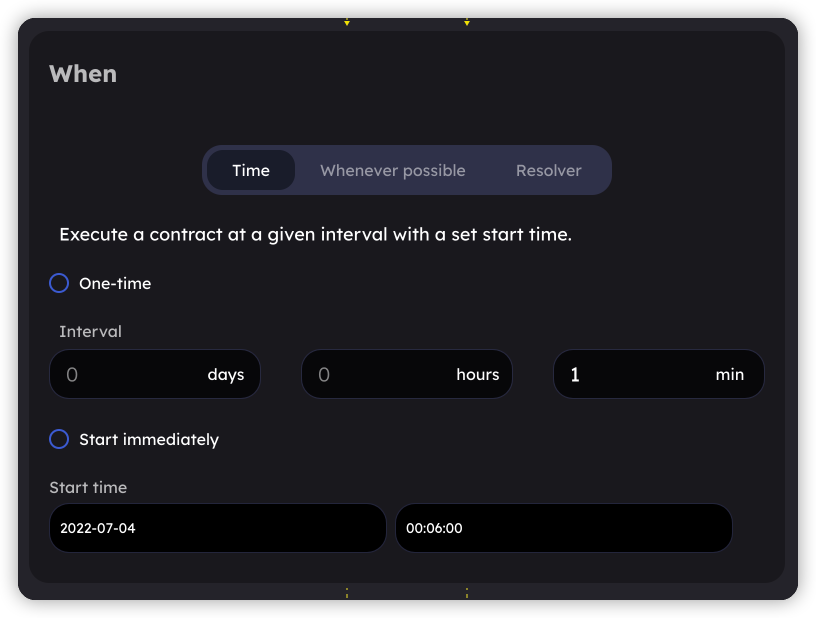 When
Time Whenever possible Resolver
Execute a contract at a given interval with a set start time.
One-time
Interval
0 days 0 hours 1 min
Start immediately
Start time
2022-07-04 00:06:00